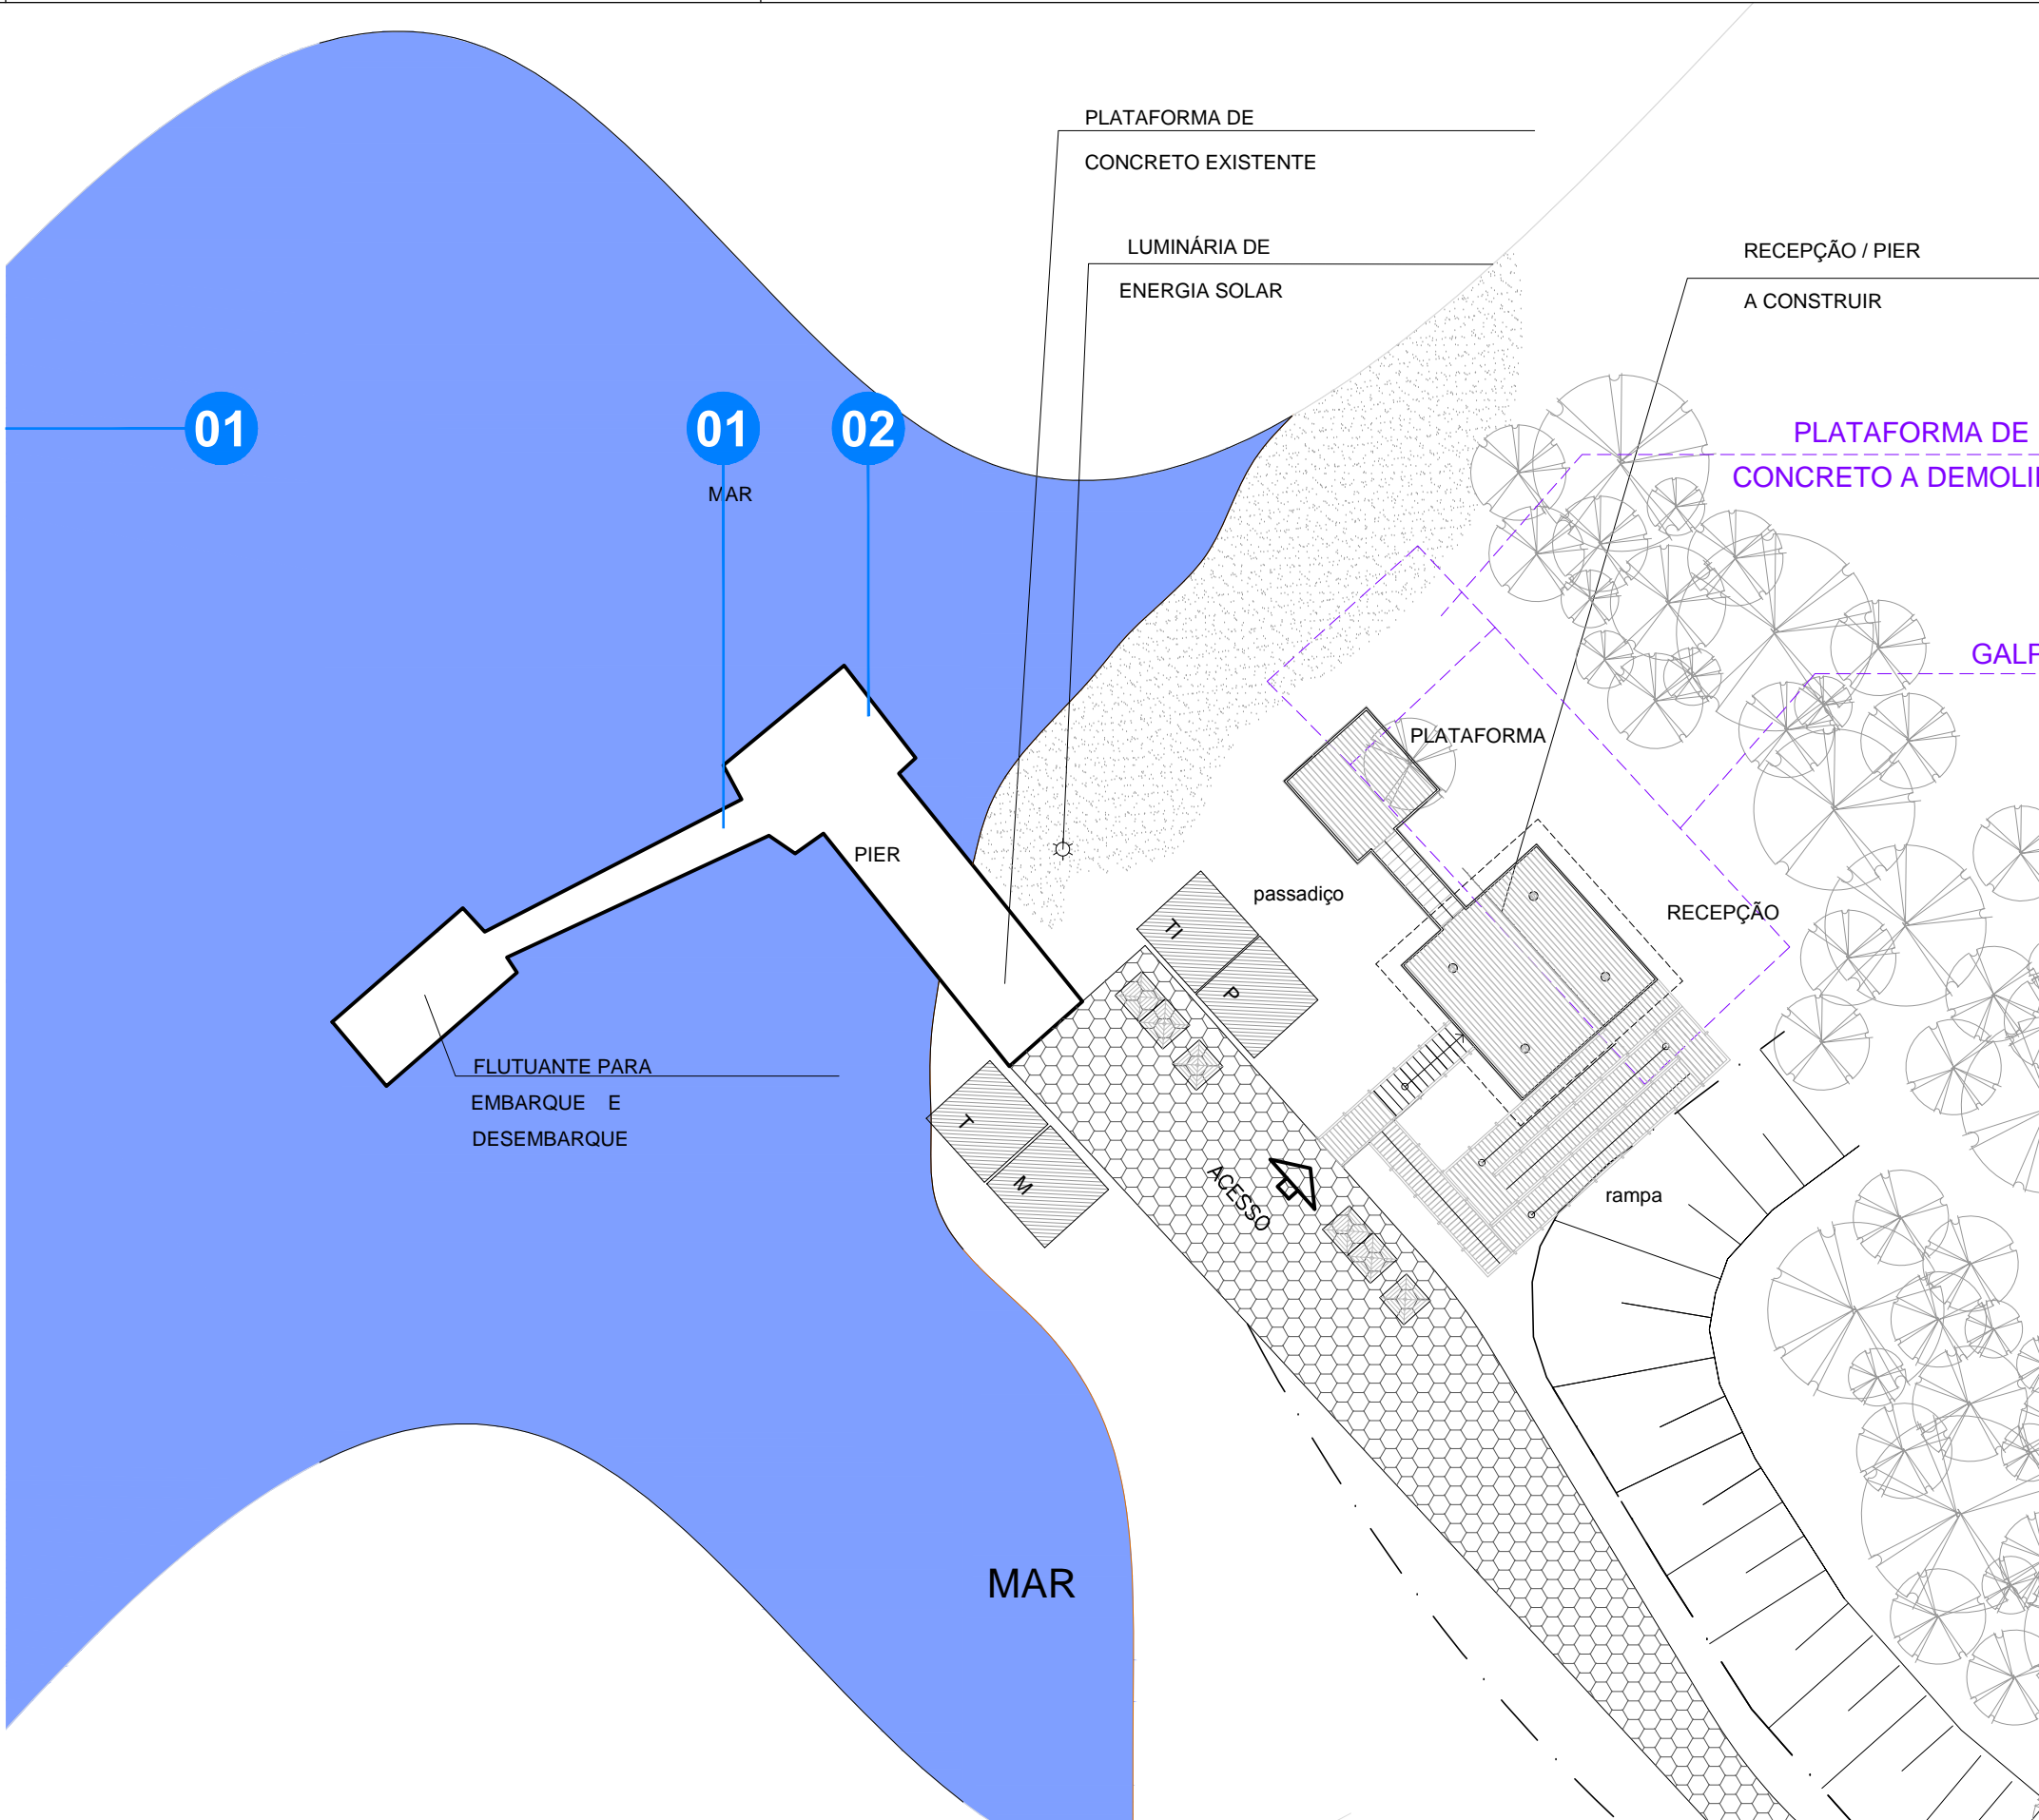 PLATAFORMA DE
CONCRETO EXISTENTE
LUMINÁRIA DE
ENERGIA SOLAR
RECEPÇÃO / PIER
A CONSTRUIR
01
01
02
PLATAFORMA DE
CONCRETO A DEMOLI
MAR
GALP
PLATAFORMA
PIER
passadiço
RECEPÇÃO
TI
P
FLUTUANTE PARA
EMBARQUE E
DESEMBARQUE
T
M
ACESSO
rampa
MAR